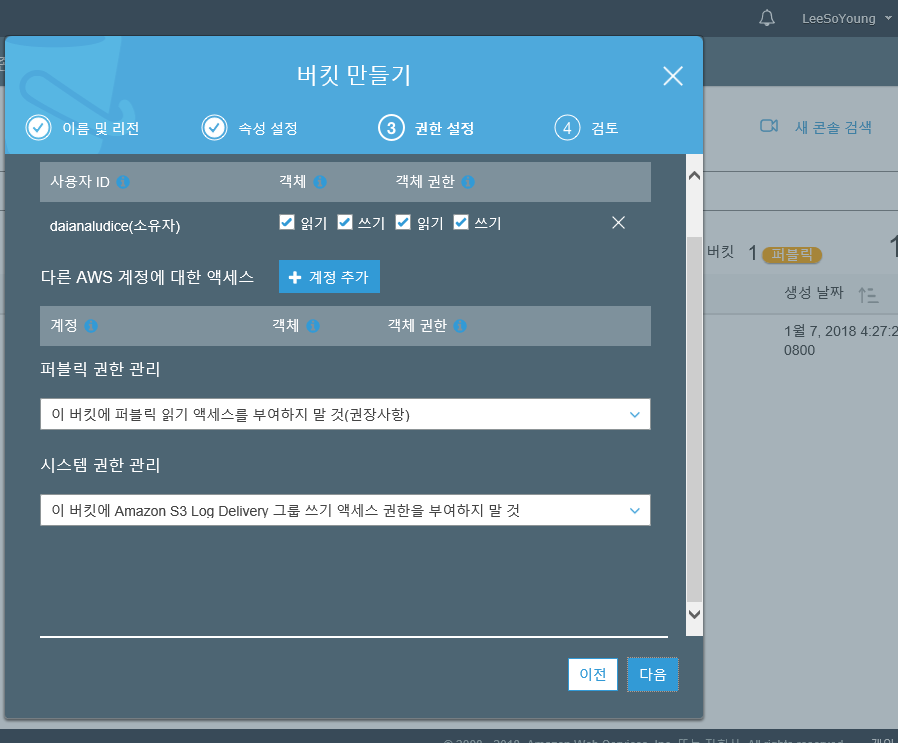 LeeSoYoung
버킷 만들기
이름 및 리전
속성 설정
3 권한 설정
4 검토
새 콘솔 검색
사용자 ID 객체 객체 권한
daianaludice(소유자) 읽기 쓰기 읽기 쓰기
다른 AWS 계정에 대한 액세스 + 계정 추가
버킷 1 퍼블릭 1
생성 날짜
계정 객체 객체 권한
1월 7, 2018 4:27:2
0800
퍼블릭 권한 관리
이 버킷에 퍼블릭 읽기 액세스를 부여하지 말 것(권장사항)
시스템 권한 관리
이 버킷에 Amazon S3 Log Delivery 그룹 쓰기 액세스 권한을 부여하지 말 것
이전 다음